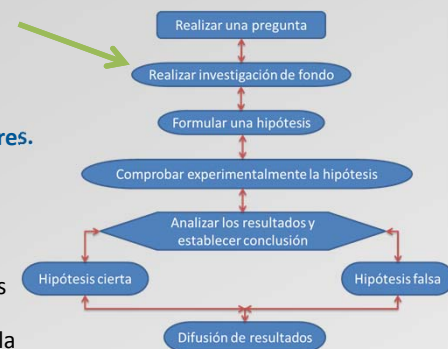 Realizar una pregunta
Realizar investigación de fondo
Formular una hipótesis
res.
Comprobar experimentalmente la hipótesis
Analizar los resultados y
establecer conclusión
s
Hipótesis cierta
Hipótesis falsa
la
Difusión de resultados